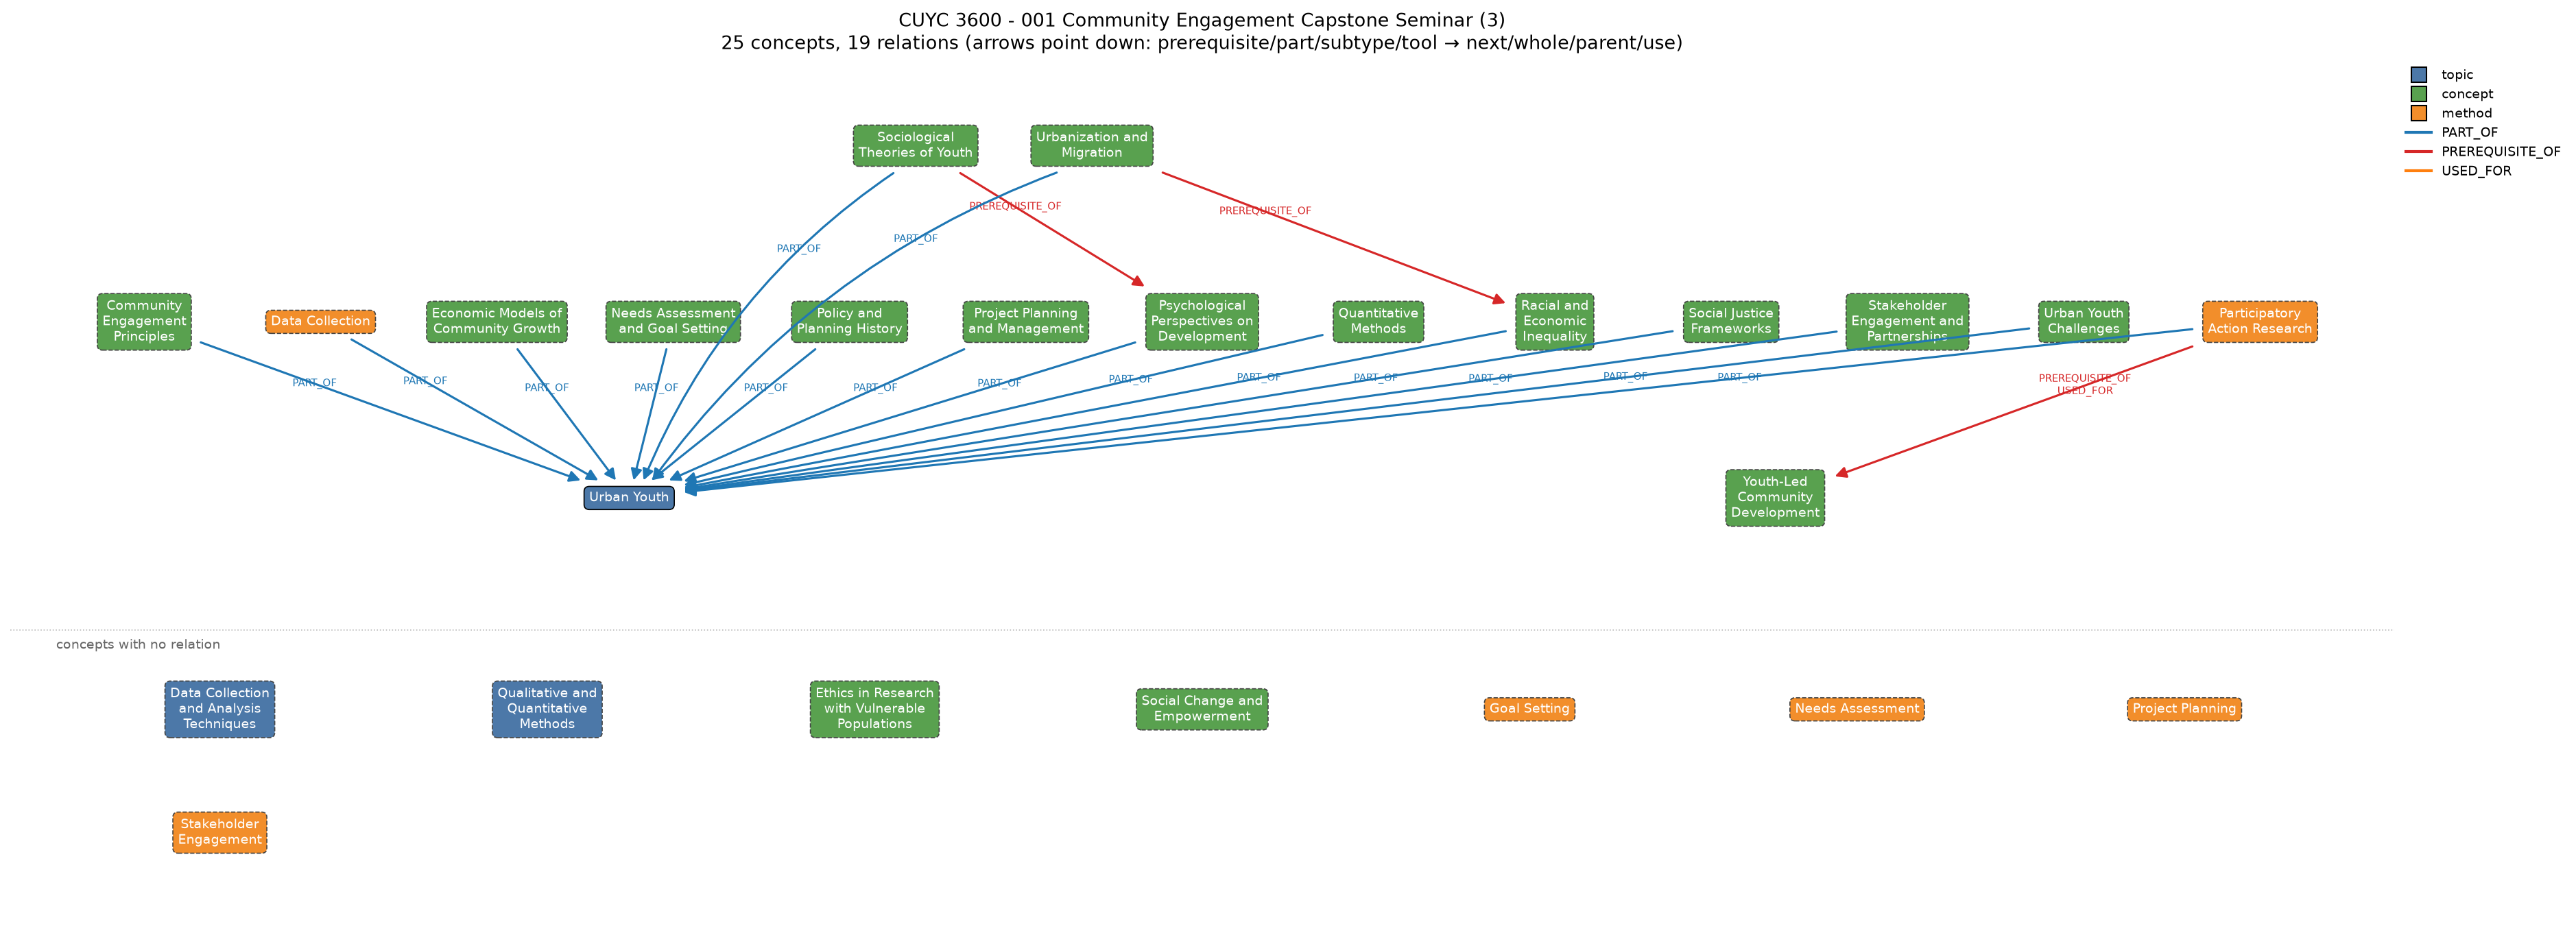 CUYC 3600 - 001 Community Engagement Capstone Seminar (3)
25 concepts, 19 relations (arrows point down: prerequisite/part/subtype/tool → next/whole/parent/use)
topic
concept
method
PART_OF
PREREQUISITE_OF
USED_FOR
Sociological
Theories of Youth
Urbanization and
Migration
PREREQUISITE_OF
PREREQUISITE_OF
PART_OF
PART_OF
Community
Engagement
Principles
Data Collection
Economic Models of
Community Growth
Needs Assessment
and Goal Setting
Policy and
Planning History
Project Planning
and Management
Psychological
Perspectives on
Development
Quantitative
Methods
Racial and
Economic
Inequality
Social Justice
Frameworks
Stakeholder
Engagement and
Partnerships
Urban Youth
Challenges
Participatory
Action Research
PART_OF
PART_OF
PART_OF
PART_OF
PART_OF
PART_OF
PART_OF
PART_OF
PART_OF
PART_OF
PART_OF
PART_OF
PART_OF
PREREQUISITE_OF
USED_FOR
Urban Youth
Youth-Led
Community
Development
concepts with no relation
Data Collection
and Analysis
Techniques
Qualitative and
Quantitative
Methods
Ethics in Research
with Vulnerable
Populations
Social Change and
Empowerment
Goal Setting
Needs Assessment
Project Planning
Stakeholder
Engagement